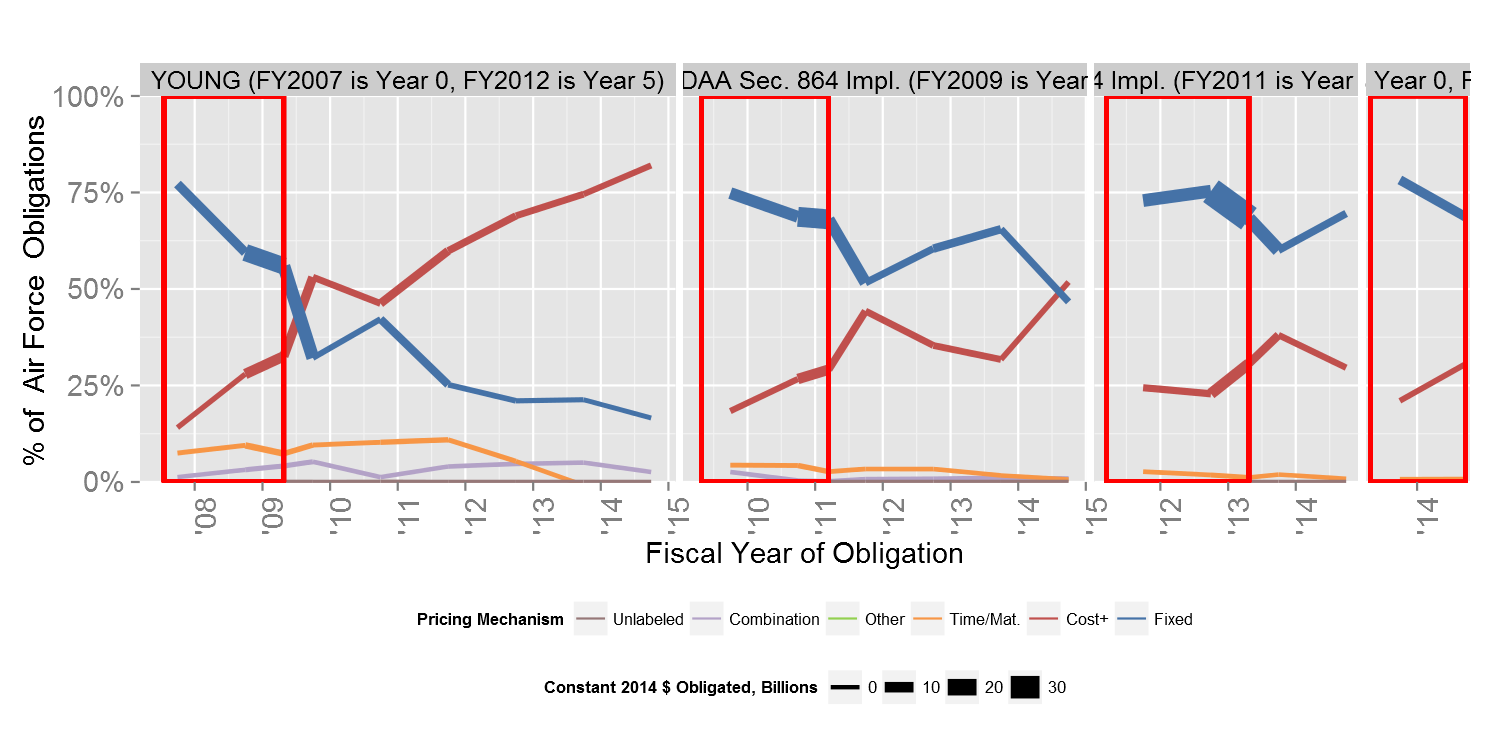 YOUNG (FY2007 is Year 0, FY2012 is Year 5)
DAA Sec. 864 Impl. (FY2009 is Year
4 Impl. (FY2011 is Year
Year 0, F
% of Air Force Obligations
100%
75%
50%
25%
0%
'08 '09 '10 '11 '12 '13 '14 '15
'10 '11 '12 '13 '14 '15
'12 '13 '14
'14
Fiscal Year of Obligation
Pricing Mechanism Unlabeled Combination Other Time/Mat. Cost+ Fixed
Constant 2014 $ Obligated, Billions 0 10 20 30